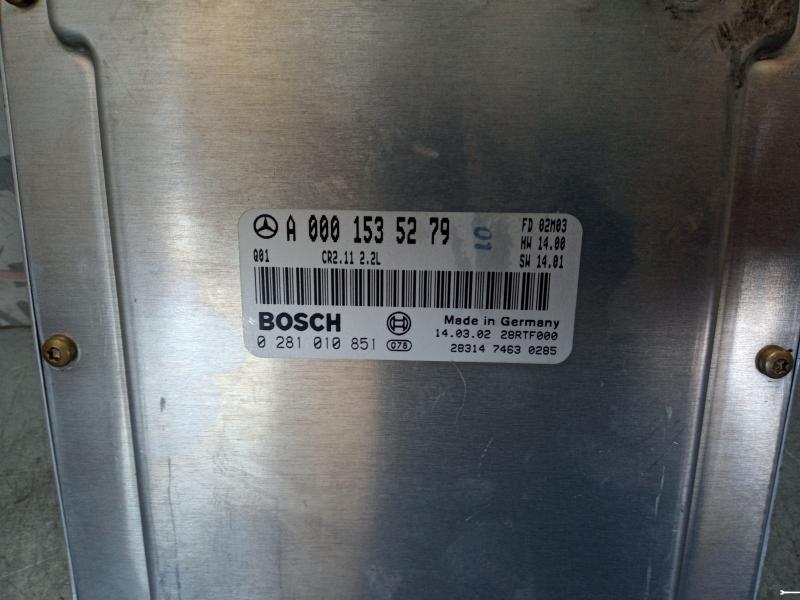 A 000 153 52 79
01
FD 02M03
HW 14.00
Q01 CR2.11 2.2L SW 14.01
BOSCH Made in Germany
14.03.02 28RTF000
0 281 010 851 078 28314 7463 0285